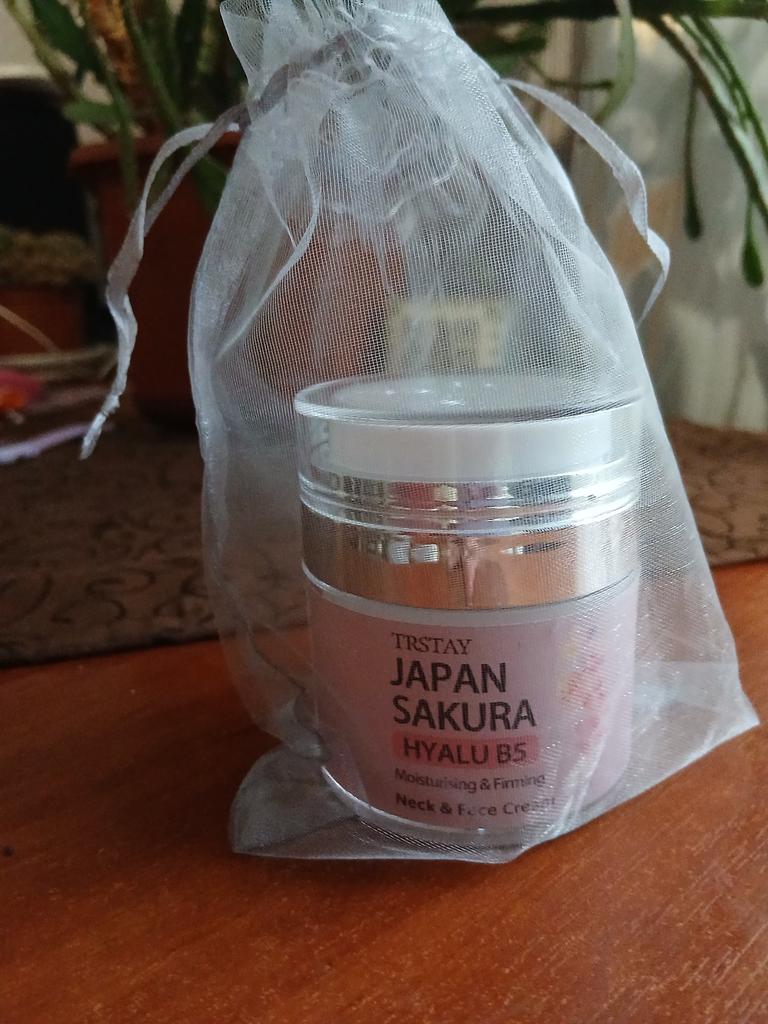 TRSTAY
JAPAN
SAKURA
HYALU B5
Moisturising & Firming
Neck & Face Cream